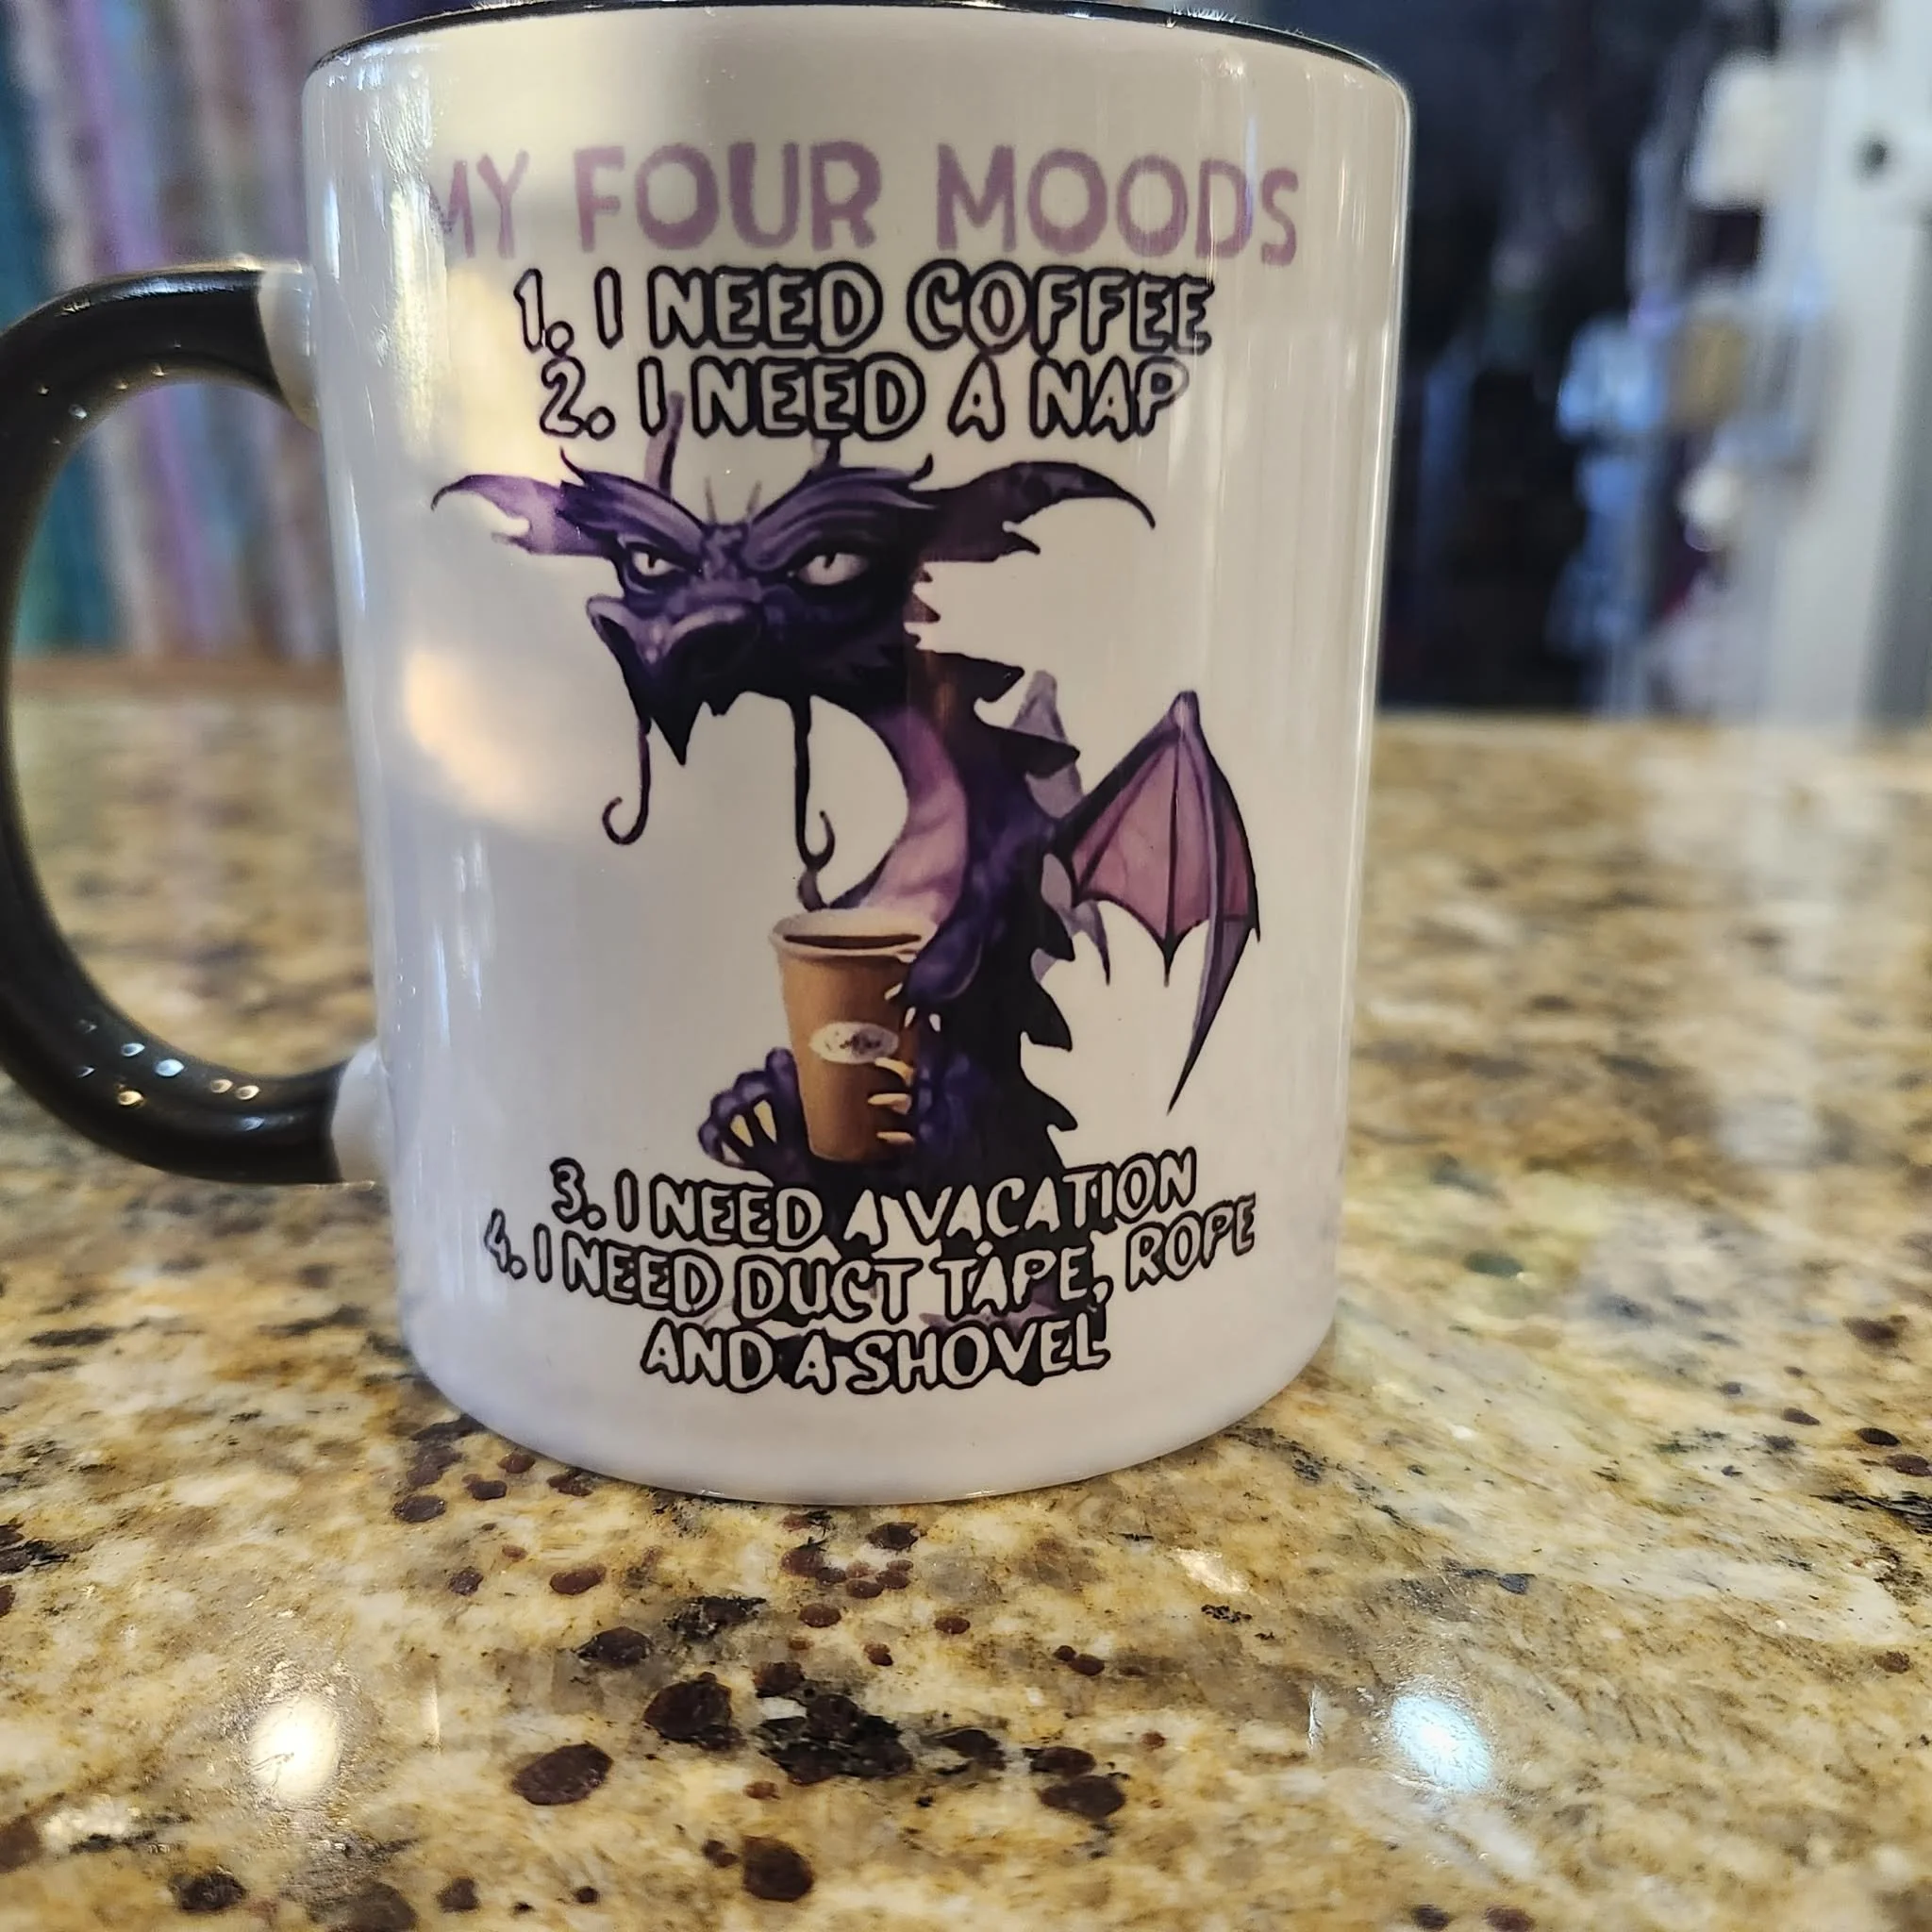 MY FOUR MOODS
1. I NEED COFFEE
2. I NEED A NAP
3. I NEED A VACATION
4. I NEED DUCT TAPE, ROPE
AND A SHOVEL